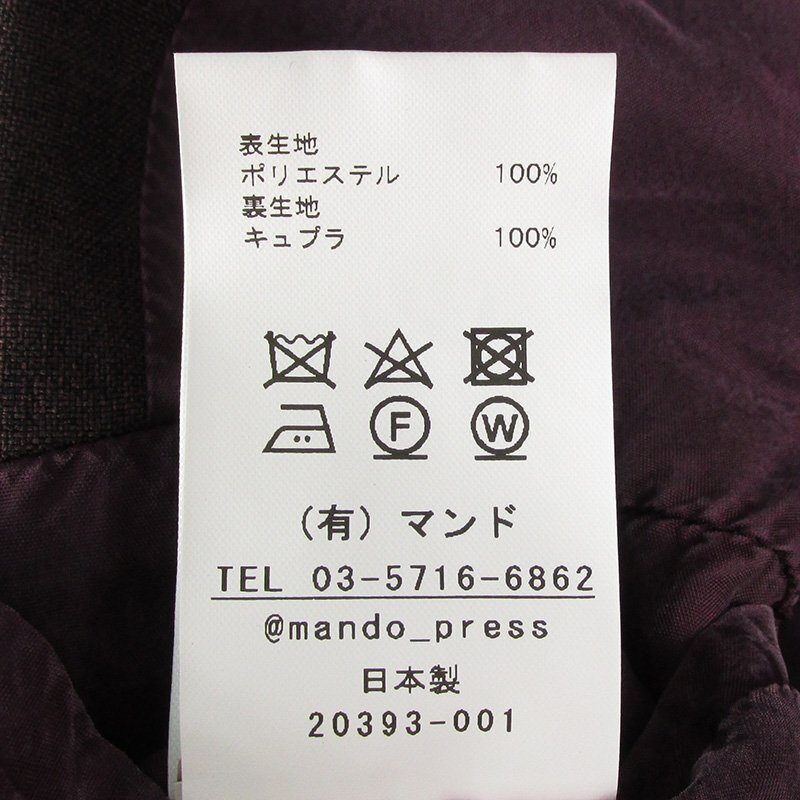 表生地
ポリエステル 100%
裏生地
キュプラ 100%
F W
(有) マンド
TEL 03-5716-6862
@mando_press
日本製
20393-001